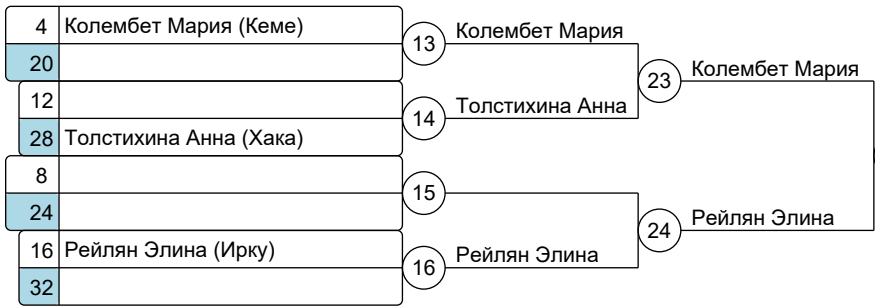 4 Колембет Мария (Кеме)
20
13 Колембет Мария
12
28 Толстихина Анна (Хака)
14 Толстихина Анна
23 Колембет Мария
8
24
15
16 Рейлян Элина (Ирку)
32
16 Рейлян Элина
24 Рейлян Элина